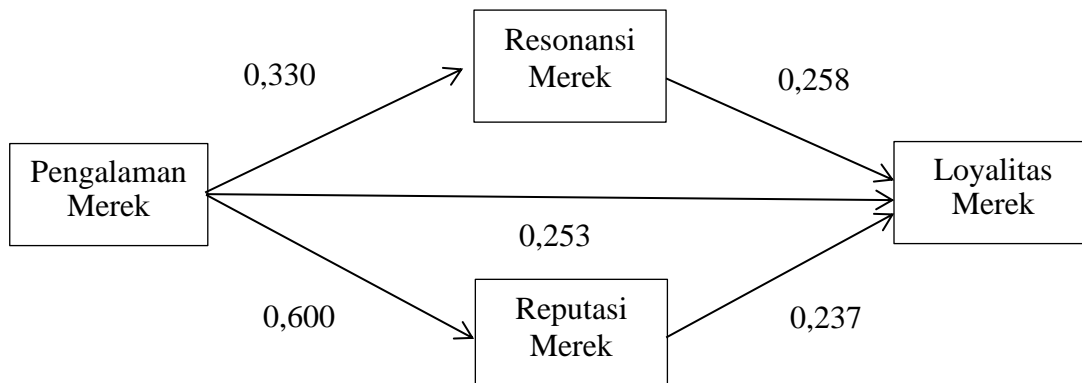 Resonansi
Merek
0,330
0,258
Pengalaman
Merek
Loyalitas
Merek
0,253
0,600
Reputasi
Merek
0,237